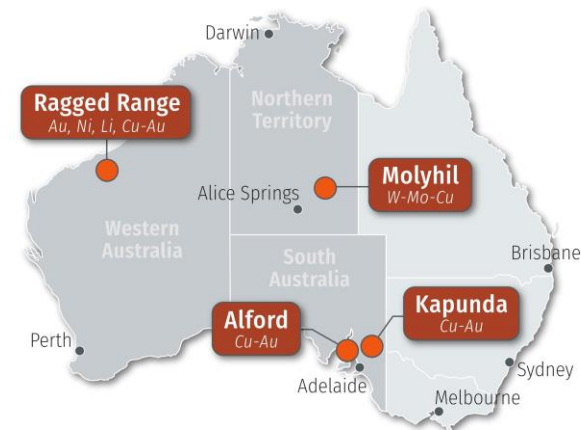 Darwin
Ragged Range
Au, Ni, Li, Cu-Au
Northern
Territory
Molyhil
W-Mo-Cu
Alice Springs
Western
Australia
South
Australia
Brisbane
Alford
Cu-Au
Kapunda
Cu-Au
Perth
Adelaide
Sydney
Melbourne